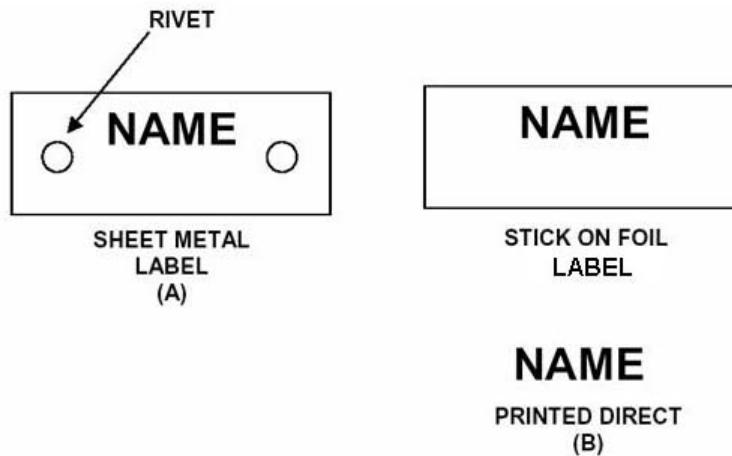 RIVET
NAME
SHEET METAL
LABEL
(A)
NAME
STICK ON FOIL
LABEL
NAME
PRINTED DIRECT
(B)